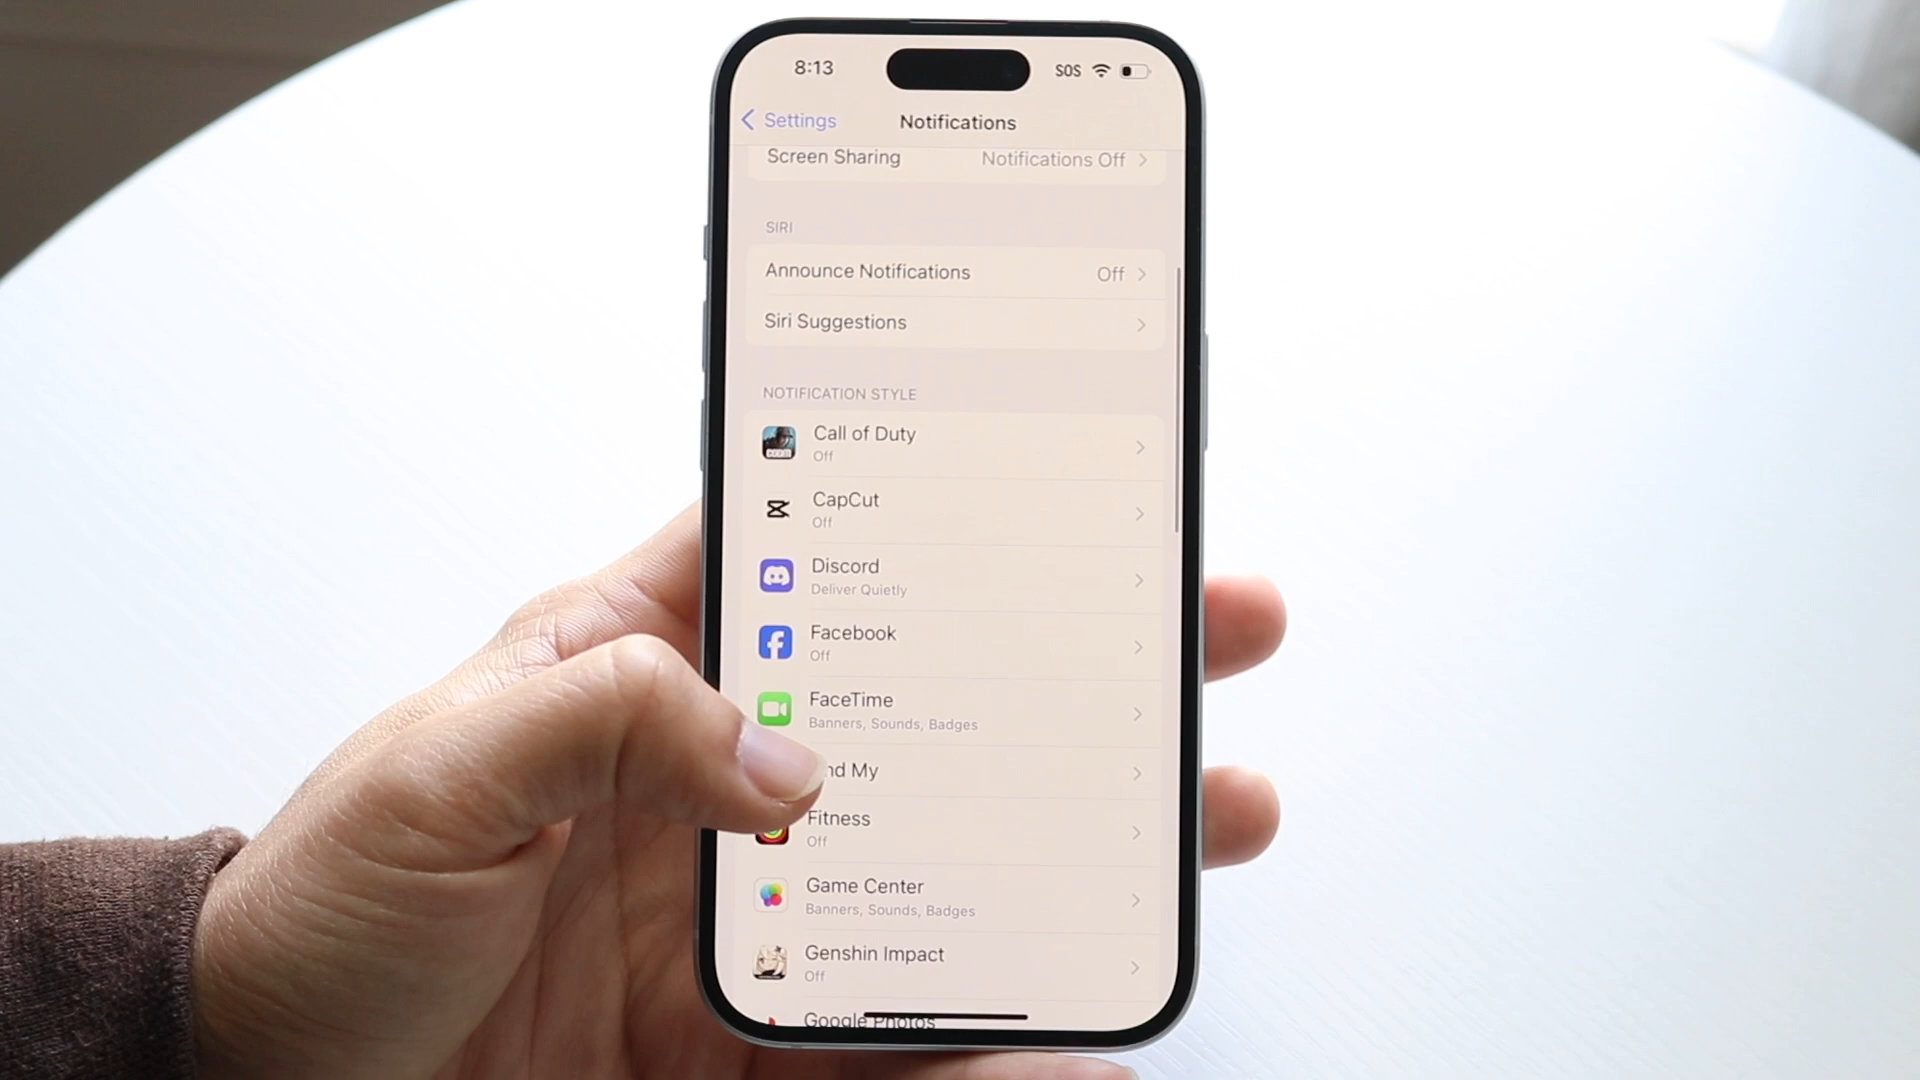 8:13 SOS
Settings Notifications
Screen Sharing Notifications Off
SIRI
Announce Notifications Off
Siri Suggestions
NOTIFICATION STYLE
Call of Duty
Off
CapCut
Off
Discord
Deliver Quietly
Facebook
Off
FaceTime
Banners, Sounds, Badges
nd My
Fitness
Off
Game Center
Banners, Sounds, Badges
Genshin Impact
Off
Google Photos